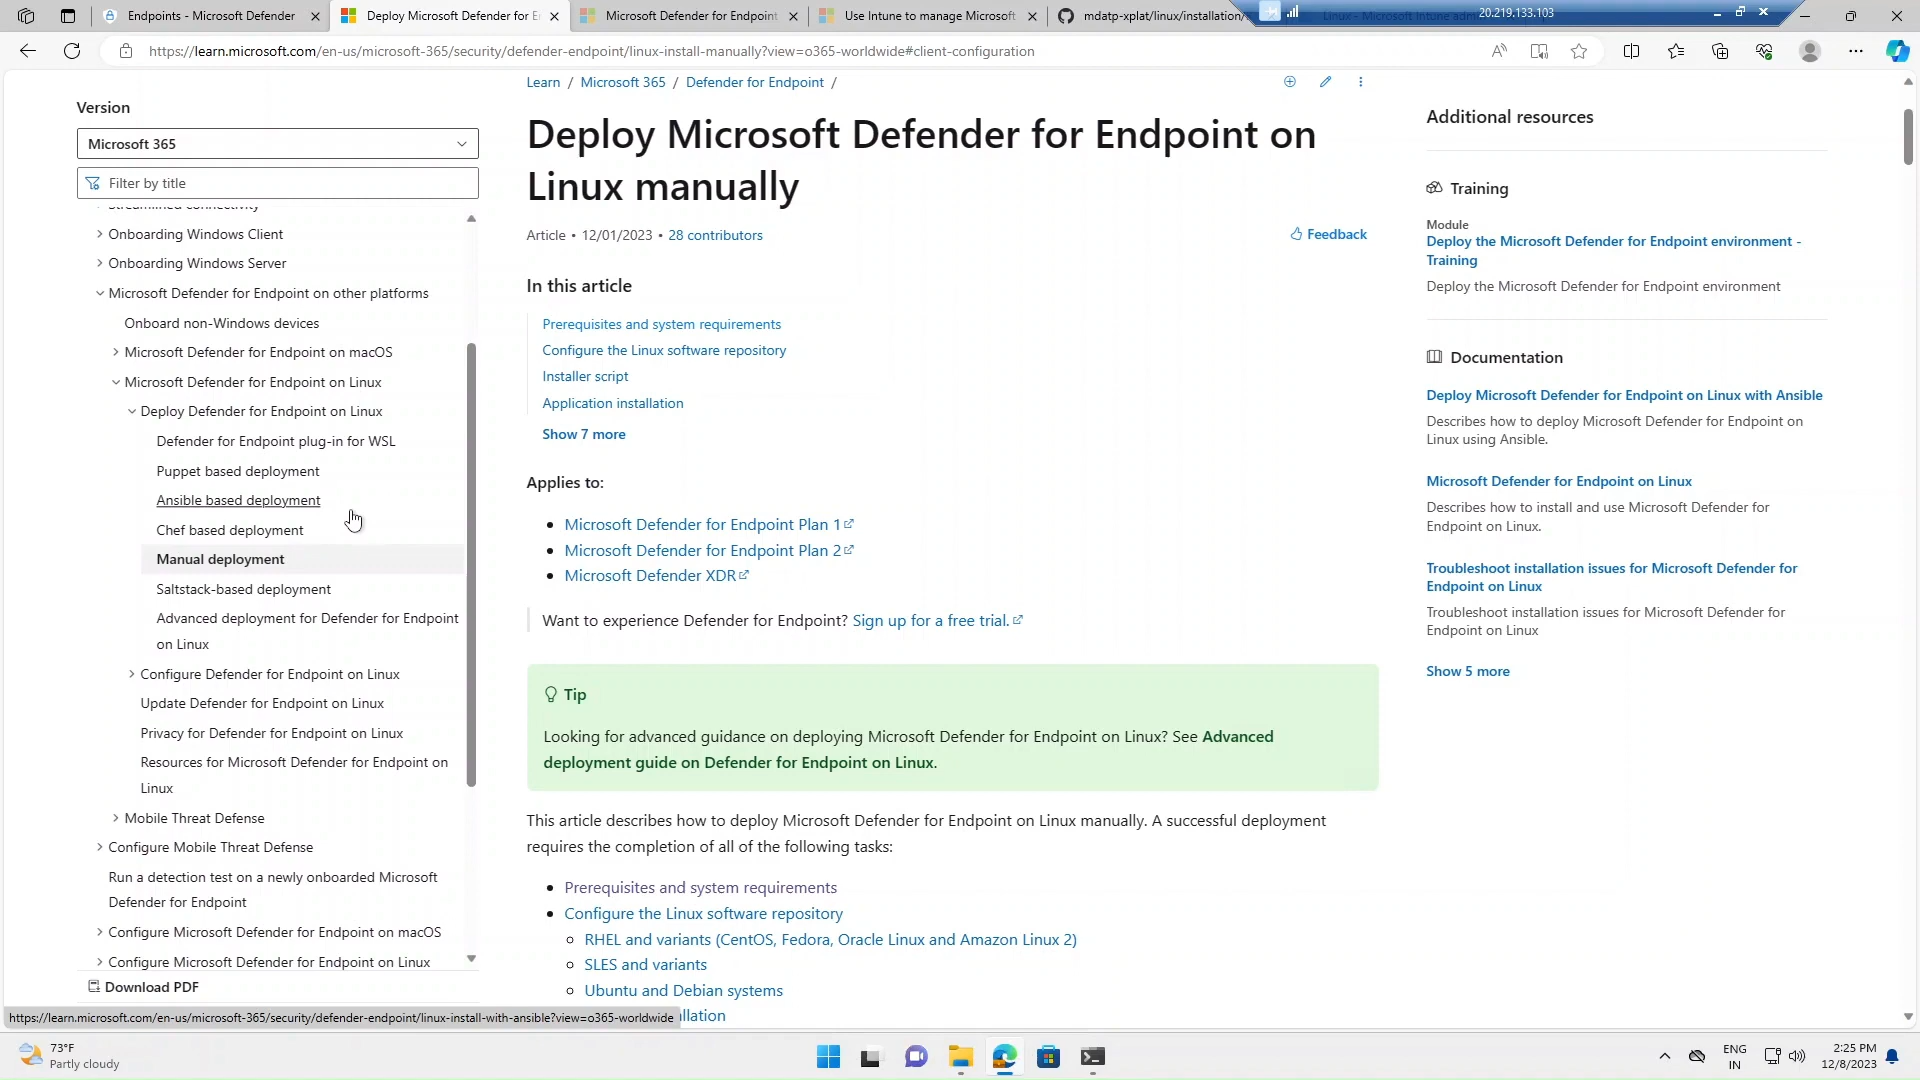 Endpoints - Microsoft Defender
Deploy Microsoft Defender for E
Microsoft Defender for Endpoint
Use Intune to manage Microsoft
mdatp-xplat/linux/installation/
Linux - Microsoft Intune adm
20.219.133.103
https://learn.microsoft.com/en-us/microsoft-365/security/defender-endpoint/linux-install-manually?view=o365-worldwide#client-configuration
Version
Microsoft 365
Filter by title
Streamlined connectivity
Onboarding Windows Client
Onboarding Windows Server
Microsoft Defender for Endpoint on other platforms
Onboard non-Windows devices
Microsoft Defender for Endpoint on macOS
Microsoft Defender for Endpoint on Linux
Deploy Defender for Endpoint on Linux
Defender for Endpoint plug-in for WSL
Puppet based deployment
Ansible based deployment
Chef based deployment
Manual deployment
Saltstack-based deployment
Advanced deployment for Defender for Endpoint
on Linux
Configure Defender for Endpoint on Linux
Update Defender for Endpoint on Linux
Privacy for Defender for Endpoint on Linux
Resources for Microsoft Defender for Endpoint on
Linux
Mobile Threat Defense
Configure Mobile Threat Defense
Run a detection test on a newly onboarded Microsoft
Defender for Endpoint
Configure Microsoft Defender for Endpoint on macOS
Configure Microsoft Defender for Endpoint on Linux
Download PDF
Learn / Microsoft 365 / Defender for Endpoint /
Deploy Microsoft Defender for Endpoint on
Linux manually
Article • 12/01/2023 • 28 contributors
Feedback
In this article
Prerequisites and system requirements
Configure the Linux software repository
Installer script
Application installation
Show 7 more
Applies to:
• Microsoft Defender for Endpoint Plan 1
• Microsoft Defender for Endpoint Plan 2
• Microsoft Defender XDR
Want to experience Defender for Endpoint? Sign up for a free trial.
Tip
Looking for advanced guidance on deploying Microsoft Defender for Endpoint on Linux? See Advanced
deployment guide on Defender for Endpoint on Linux.
This article describes how to deploy Microsoft Defender for Endpoint on Linux manually. A successful deployment
requires the completion of all of the following tasks:
• Prerequisites and system requirements
• Configure the Linux software repository
○ RHEL and variants (CentOS, Fedora, Oracle Linux and Amazon Linux 2)
○ SLES and variants
○ Ubuntu and Debian systems
llation
Additional resources
Training
Module
Deploy the Microsoft Defender for Endpoint environment -
Training
Deploy the Microsoft Defender for Endpoint environment
Documentation
Deploy Microsoft Defender for Endpoint on Linux with Ansible
Describes how to deploy Microsoft Defender for Endpoint on
Linux using Ansible.
Microsoft Defender for Endpoint on Linux
Describes how to install and use Microsoft Defender for
Endpoint on Linux.
Troubleshoot installation issues for Microsoft Defender for
Endpoint on Linux
Troubleshoot installation issues for Microsoft Defender for
Endpoint on Linux
Show 5 more
https://learn.microsoft.com/en-us/microsoft-365/security/defender-endpoint/linux-install-with-ansible?view=o365-worldwide
73°F
Partly cloudy
ENG
IN
2:25 PM
12/8/2023